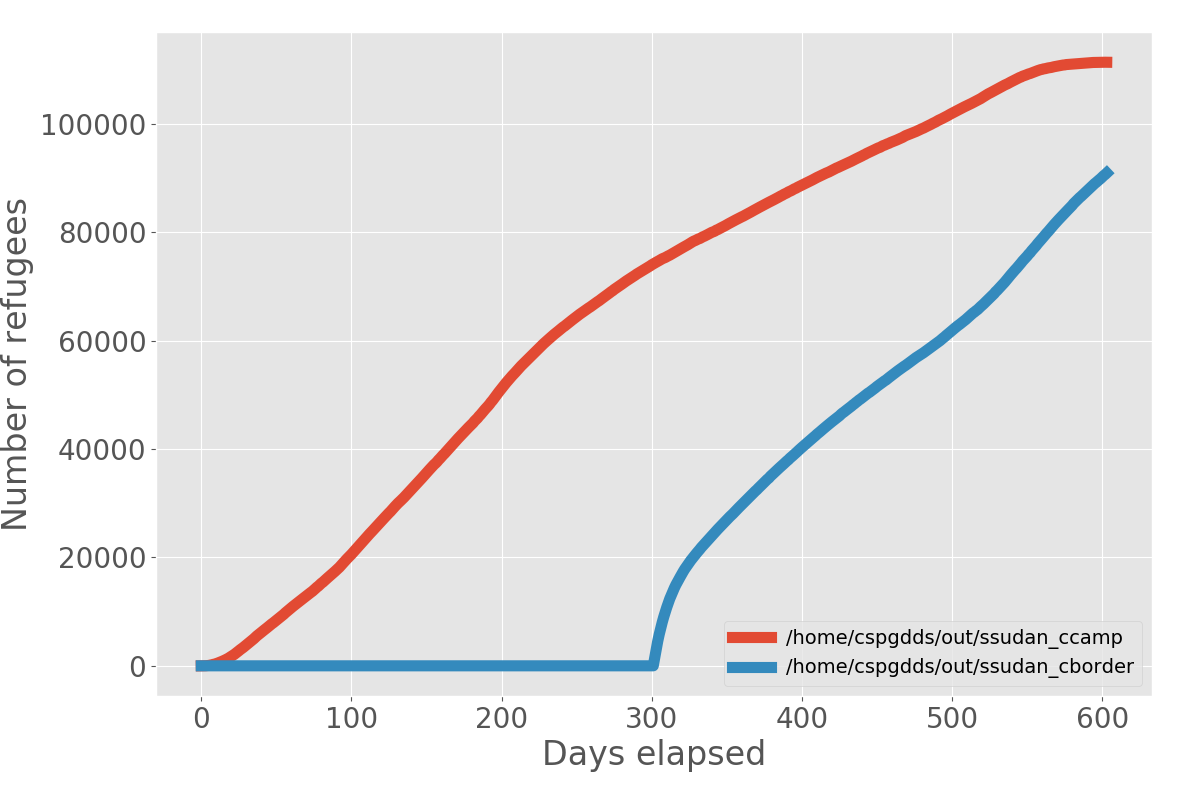 Number of refugees
100000
80000
60000
40000
20000
0
0 100 200 300 400 500 600
Days elapsed
/home/cspgdds/out/ssudan_ccamp
/home/cspgdds/out/ssudan_cborder